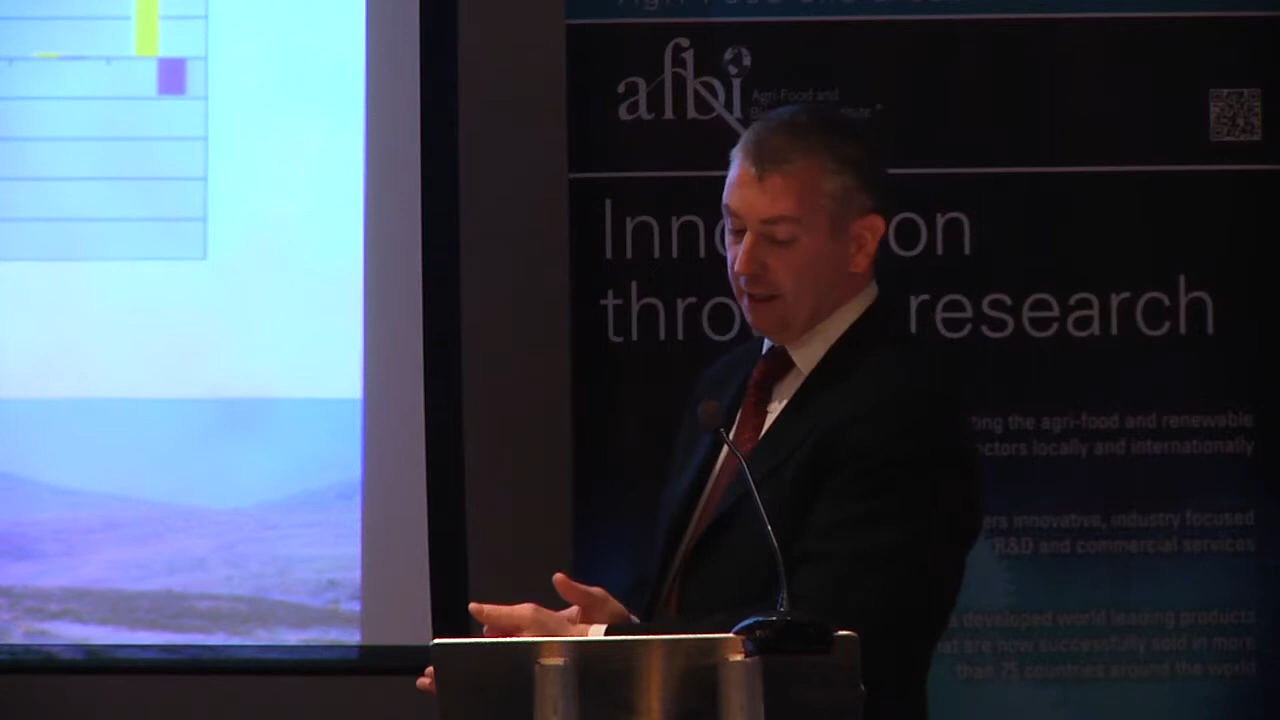 afbi
Agri-Food and
Inno on
thro research
ting the agri-food and renewable
ctors locally and internationally
ers innovative, industry focused
R&D and commercial services
s developed world leading products
at are now successfully sold in more
than 75 countries around the world